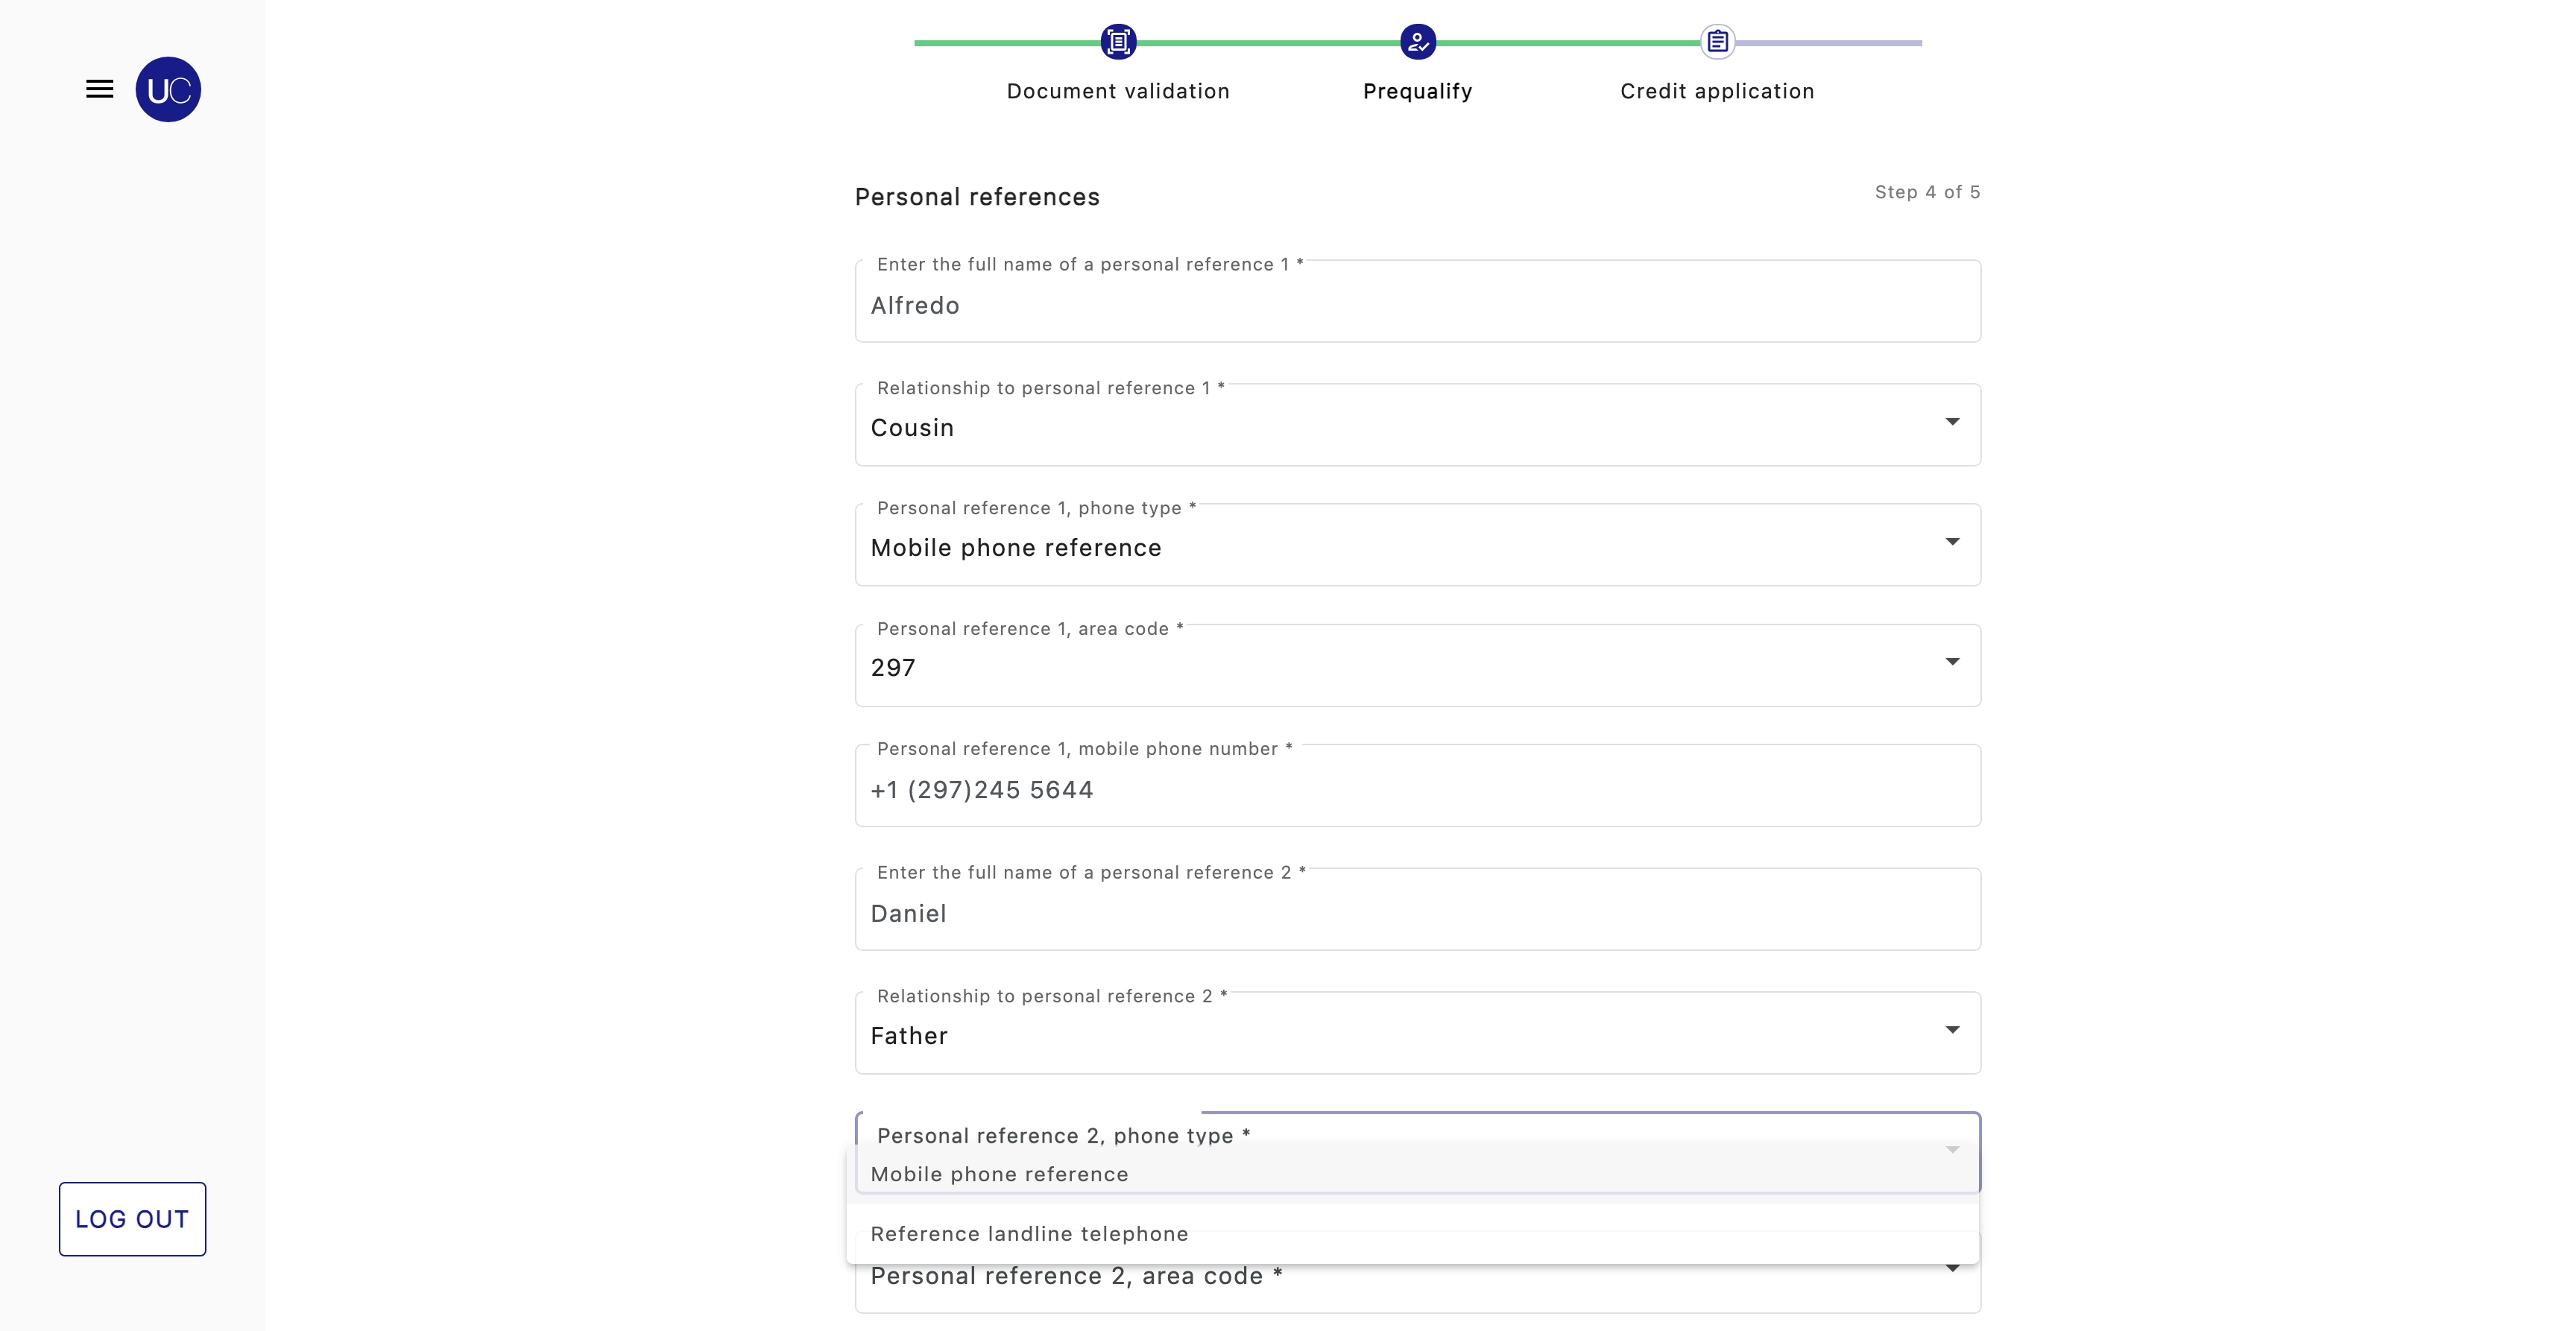 UC
Document validation
Prequalify
Credit application
Personal references
Step 4 of 5
Enter the full name of a personal reference 1 *
Alfredo
Relationship to personal reference 1 *
Cousin
Personal reference 1, phone type *
Mobile phone reference
Personal reference 1, area code *
297
Personal reference 1, mobile phone number *
+1 (297)245 5644
Enter the full name of a personal reference 2 *
Daniel
Relationship to personal reference 2 *
Father
Personal reference 2, phone type *
Mobile phone reference
Reference landline telephone
Personal reference 2, area code *
LOG OUT